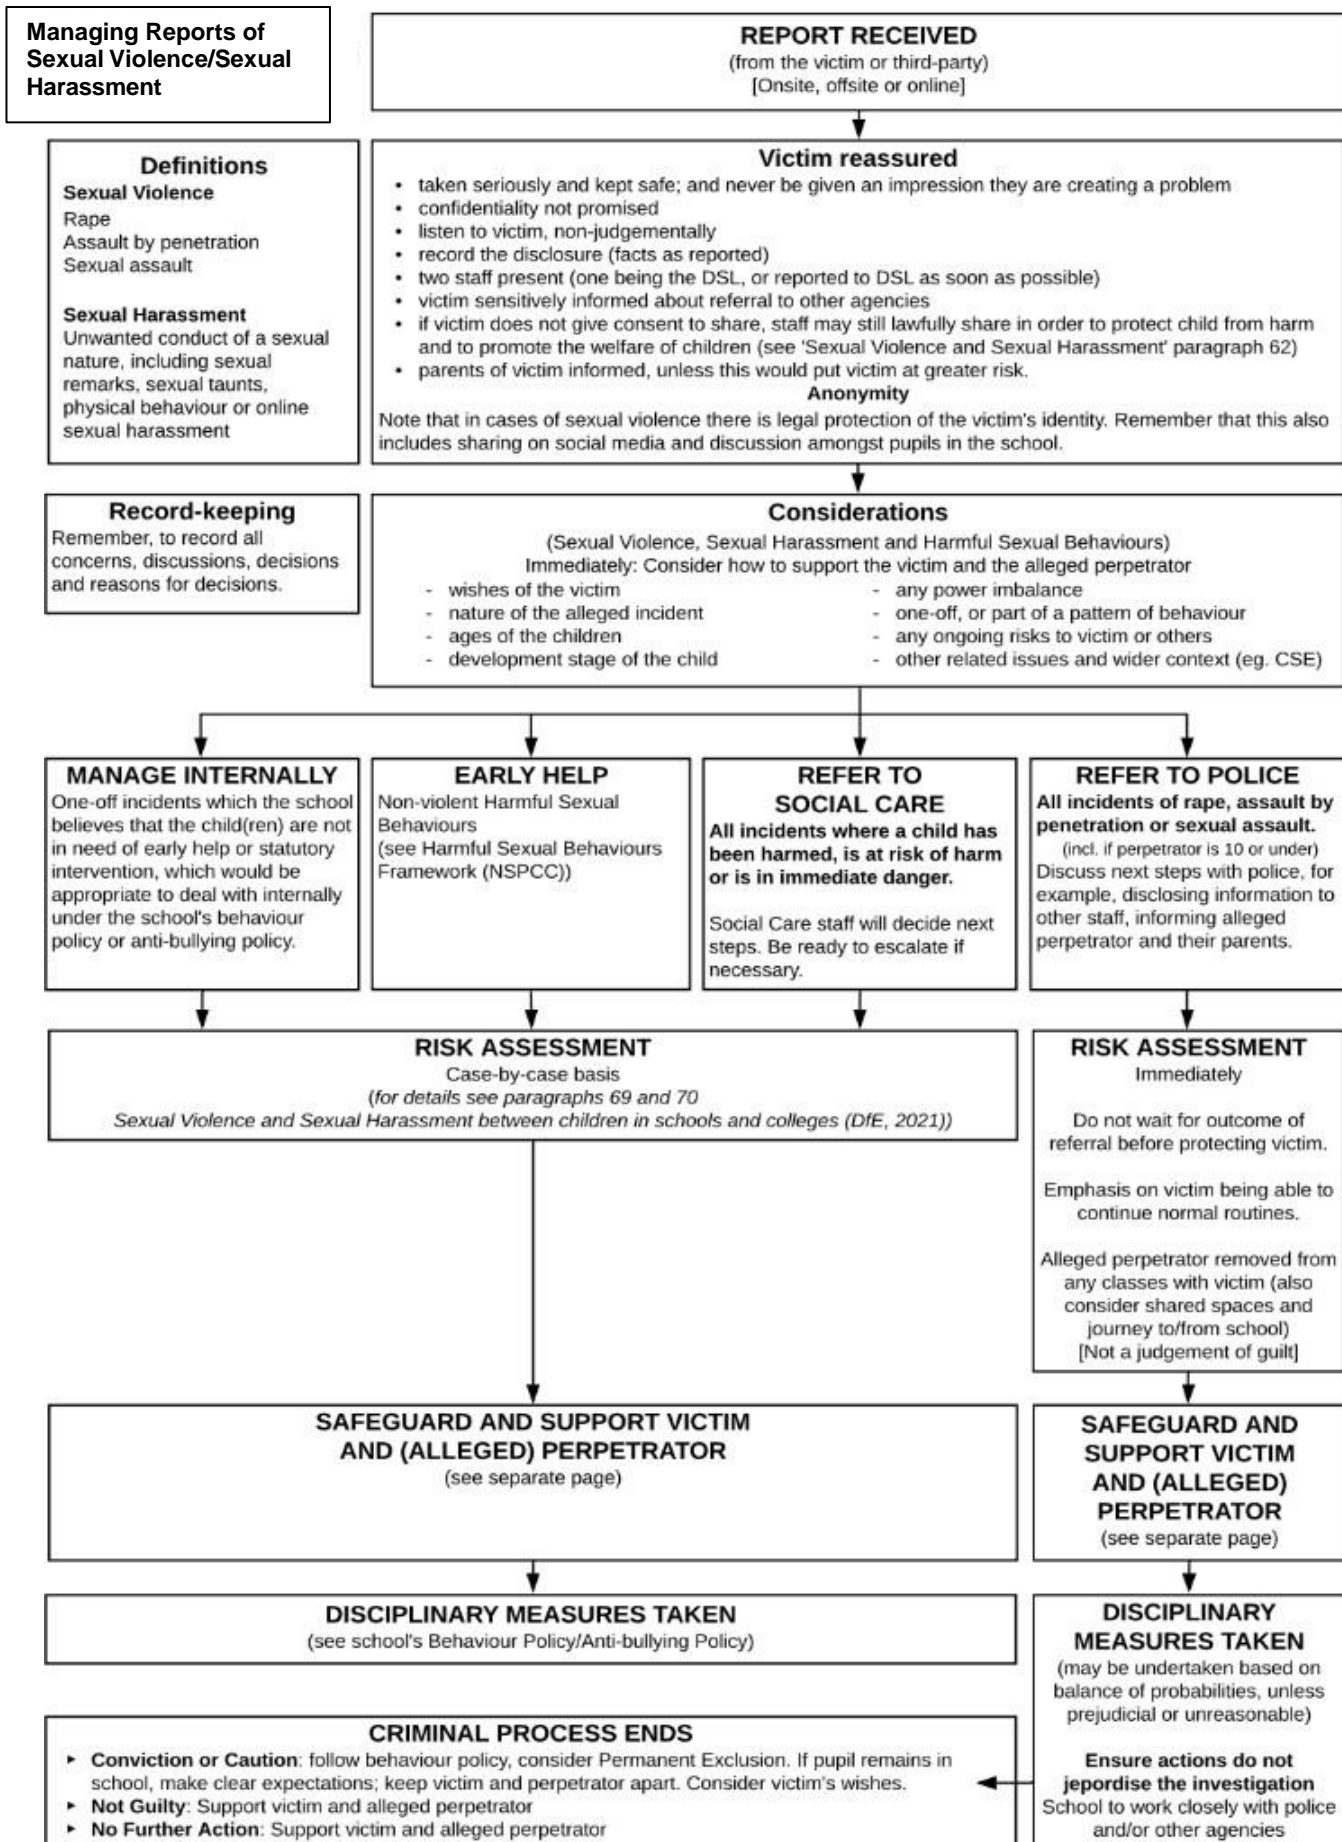 Managing Reports of
Sexual Violence/Sexual
Harassment
REPORT RECEIVED
(from the victim or third-party)
[Onsite, offsite or online]
Definitions
Sexual Violence
Rape
Assault by penetration
Sexual assault
Sexual Harassment
Unwanted conduct of a sexual
nature, including sexual
remarks, sexual taunts,
physical behaviour or online
sexual harassment
Victim reassured
• taken seriously and kept safe; and never be given an impression they are creating a problem
• confidentiality not promised
• listen to victim, non-judgementally
• record the disclosure (facts as reported)
• two staff present (one being the DSL, or reported to DSL as soon as possible)
• victim sensitively informed about referral to other agencies
• if victim does not give consent to share, staff may still lawfully share in order to protect child from harm
and to promote the welfare of children (see 'Sexual Violence and Sexual Harassment' paragraph 62)
• parents of victim informed, unless this would put victim at greater risk.
Anonymity
Note that in cases of sexual violence there is legal protection of the victim's identity. Remember that this also
includes sharing on social media and discussion amongst pupils in the school.
Record-keeping
Remember, to record all
concerns, discussions, decisions
and reasons for decisions.
Considerations
(Sexual Violence, Sexual Harassment and Harmful Sexual Behaviours)
Immediately: Consider how to support the victim and the alleged perpetrator
- wishes of the victim
- nature of the alleged incident
- ages of the children
- development stage of the child
- any power imbalance
- one-off, or part of a pattern of behaviour
- any ongoing risks to victim or others
- other related issues and wider context (eg. CSE)
MANAGE INTERNALLY
One-off incidents which the school
believes that the child(ren) are not
in need of early help or statutory
intervention, which would be
appropriate to deal with internally
under the school's behaviour
policy or anti-bullying policy.
EARLY HELP
Non-violent Harmful Sexual
Behaviours
(see Harmful Sexual Behaviours
Framework (NSPCC))
REFER TO
SOCIAL CARE
All incidents where a child has
been harmed, is at risk of harm
or is in immediate danger.
Social Care staff will decide next
steps. Be ready to escalate if
necessary.
REFER TO POLICE
All incidents of rape, assault by
penetration or sexual assault.
(incl. if perpetrator is 10 or under)
Discuss next steps with police, for
example, disclosing information to
other staff, informing alleged
perpetrator and their parents.
RISK ASSESSMENT
Case-by-case basis
(for details see paragraphs 69 and 70
Sexual Violence and Sexual Harassment between children in schools and colleges (DfE, 2021))
RISK ASSESSMENT
Immediately
Do not wait for outcome of
referral before protecting victim.
Emphasis on victim being able to
continue normal routines.
Alleged perpetrator removed from
any classes with victim (also
consider shared spaces and
journey to/from school)
[Not a judgement of guilt]
SAFEGUARD AND SUPPORT VICTIM
AND (ALLEGED) PERPETRATOR
(see separate page)
SAFEGUARD AND
SUPPORT VICTIM
AND (ALLEGED)
PERPETRATOR
(see separate page)
DISCIPLINARY MEASURES TAKEN
(see school's Behaviour Policy/Anti-bullying Policy)
DISCIPLINARY
MEASURES TAKEN
(may be undertaken based on
balance of probabilities, unless
prejudicial or unreasonable)
Ensure actions do not
jepordise the investigation
School to work closely with police
and/or other agencies
CRIMINAL PROCESS ENDS
▸ Conviction or Caution: follow behaviour policy, consider Permanent Exclusion. If pupil remains in
school, make clear expectations; keep victim and perpetrator apart. Consider victim's wishes.
▸ Not Guilty: Support victim and alleged perpetrator
▸ No Further Action: Support victim and alleged perpetrator